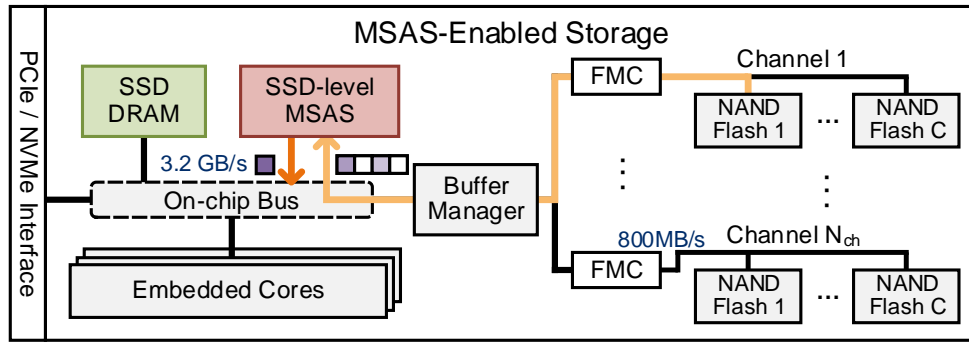 MSAS-Enabled Storage
PCIe / NVMe Interface
SSD
DRAM
SSD-level
MSAS
3.2 GB/s
On-chip Bus
Embedded Cores
Buffer
Manager
FMC
Channel 1
NAND
Flash 1
...
NAND
Flash C
...
...
800MB/s
FMC
Channel Nch
NAND
Flash 1
...
NAND
Flash C